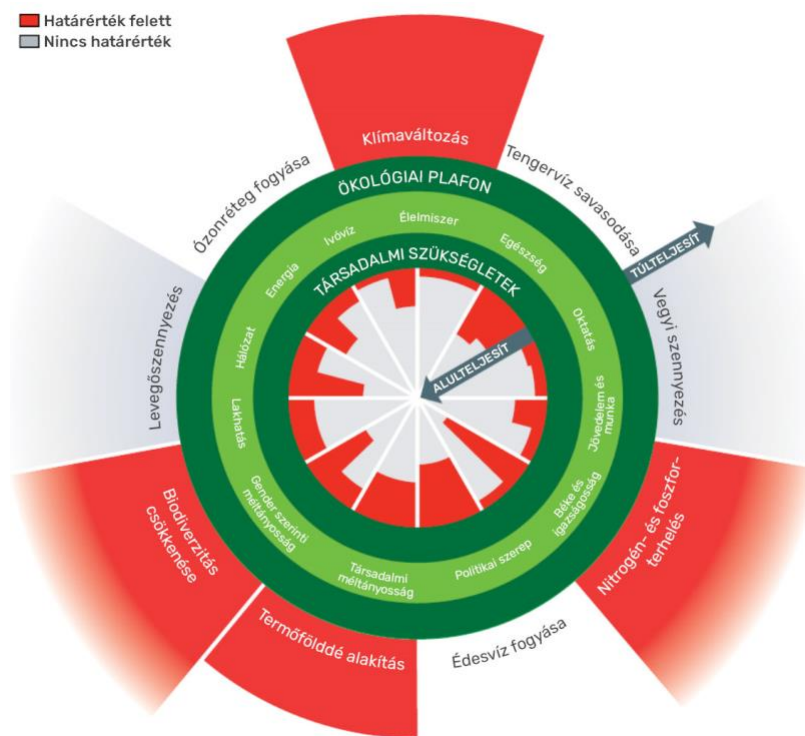 Határérték felett
Nincs határérték
Klímaváltozás
Tengervíz savasodása
TÚLTELJESÍT
Vegyi szennyezés
Nitrogén- és foszfor-
terhelés
Édesvíz fogyása
Termőfölddé alakítás
Biodiverzitás
csökkenése
Levegőszennyezés
Ózonréteg fogyása
ÖKOLÓGIAI PLAFON
Élelmiszer
Egészség
Oktatás
Jövedelem és
munka
Béke és
igazságosság
Politikai szerep
Társadalmi
méltányosság
Gender szerinti
méltányosság
Lakhatás
Hálózat
Energia
Ivóvíz
TÁRSADALMI SZÜKSÉGLETEK
ALULTELJESÍT